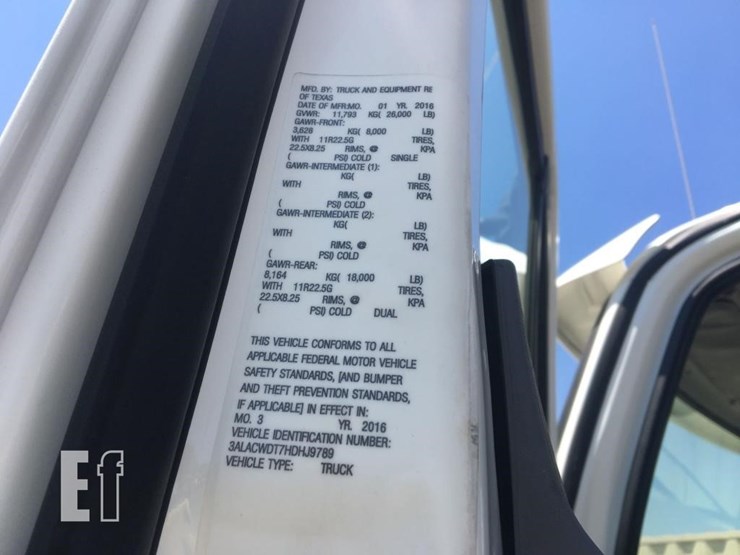 MFD. BY: TRUCK AND EQUIPMENT RE
OF TEXAS
DATE OF MFR:MO. 01 YR. 2016
GVWR: 11,793 KG( 26,000 LB)
GAWR-FRONT:
3,628 KG( 8,000 LB)
WITH 11R22.5G TIRES,
22.5X8.25 RIMS, @ KPA
( PSI) COLD SINGLE
GAWR-INTERMEDIATE (1):
KG( LB)
WITH TIRES,
RIMS, @ KPA
( PSI) COLD
GAWR-INTERMEDIATE (2):
KG( LB)
WITH TIRES,
RIMS, @ KPA
( PSI) COLD
GAWR-REAR:
8,164 KG( 18,000 LB)
WITH 11R22.5G TIRES,
22.5X8.25 RIMS, @ KPA
( PSI) COLD DUAL
THIS VEHICLE CONFORMS TO ALL
APPLICABLE FEDERAL MOTOR VEHICLE
SAFETY STANDARDS, [AND BUMPER
AND THEFT PREVENTION STANDARDS,
IF APPLICABLE] IN EFFECT IN:
MO. 3 YR. 2016
VEHICLE IDENTIFICATION NUMBER:
3ALACWDT7HDHJ9789
VEHICLE TYPE: TRUCK
Ef